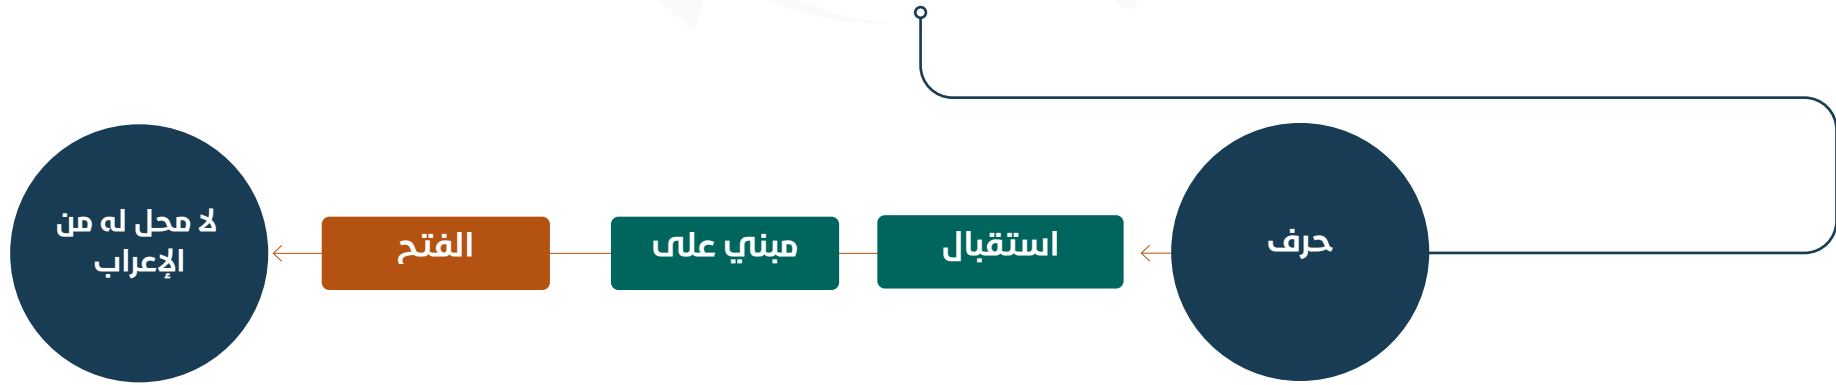 حرف
استقبال
مبني على
الفتح
لا محل له من
الإعراب